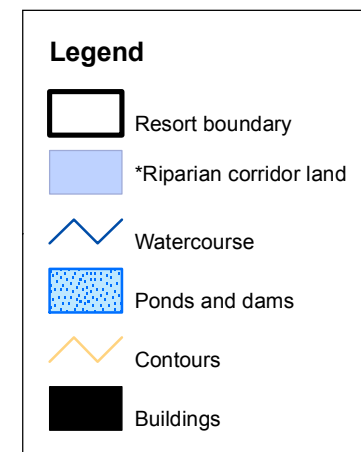 Legend
Resort boundary
*Riparian corridor land
Watercourse
Ponds and dams
Contours
Buildings